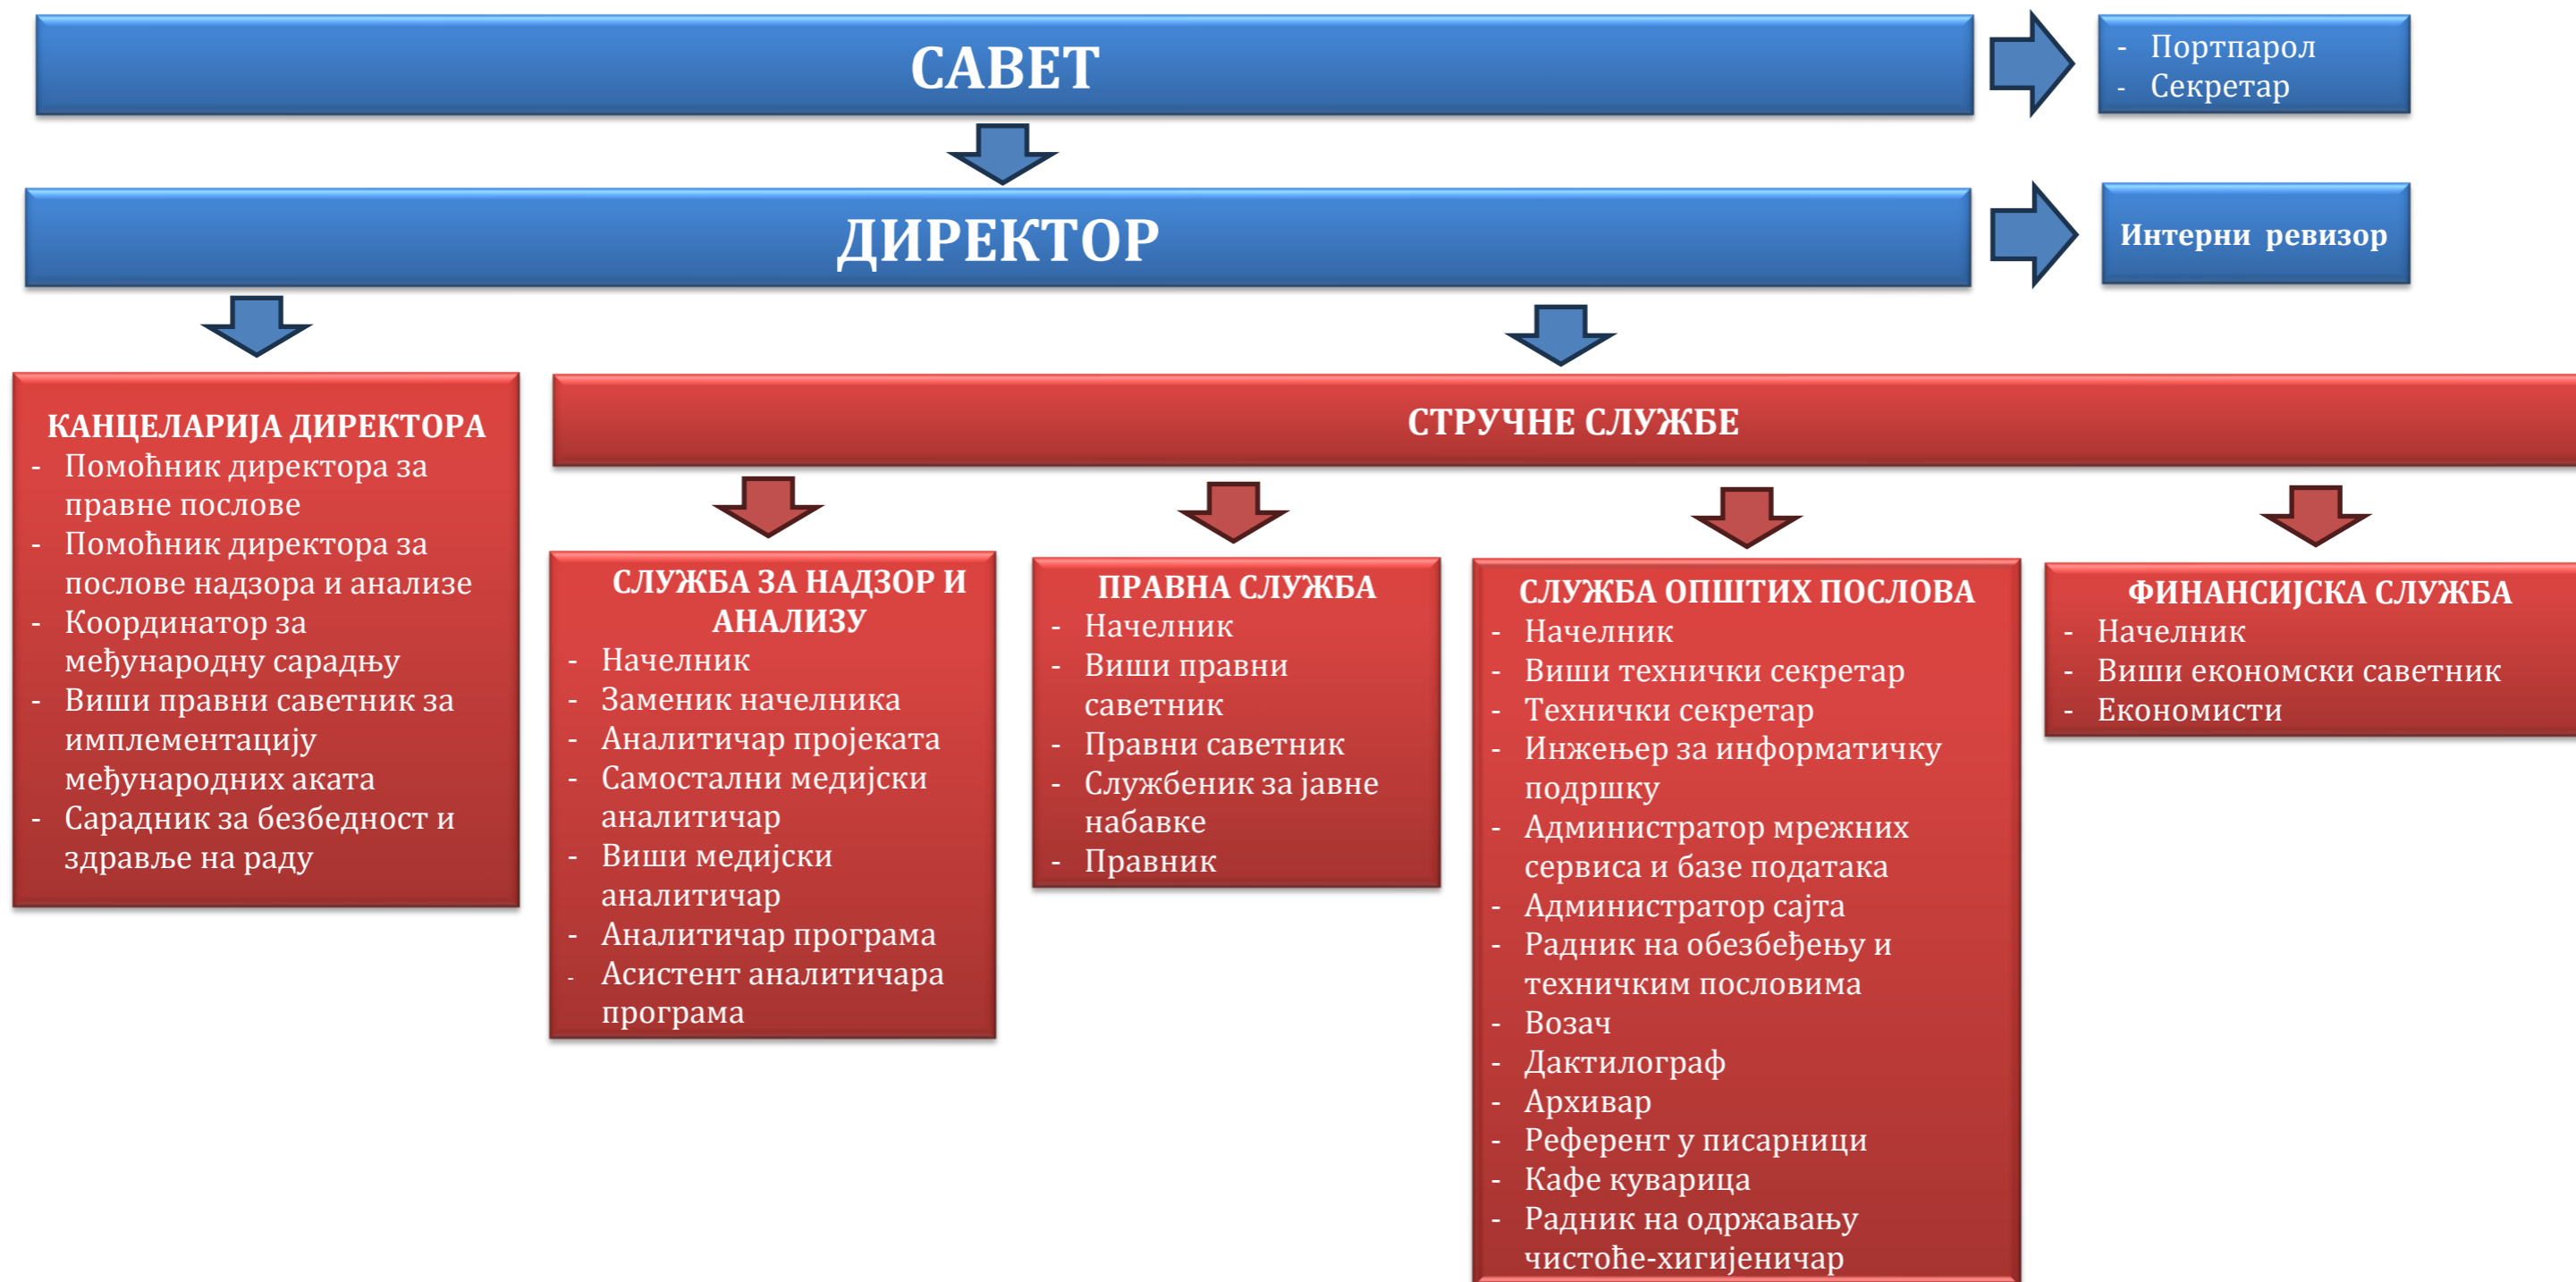 САВЕТ
- Портпарол
- Секретар
ДИРЕКТОР
Интерни ревизор
КАНЦЕЛАРИЈА ДИРЕКТОРА
- Помоћник директора за
правне послове
- Помоћник директора за
послове надзора и анализе
- Координатор за
међународну сарадњу
- Виши правни саветник за
имплементацију
међународних аката
- Сарадник за безбедност и
здравље на раду
СТРУЧНЕ СЛУЖБЕ
СЛУЖБА ЗА НАДЗОР И
АНАЛИЗУ
- Начелник
- Заменик начелника
- Аналитичар пројеката
- Самостални медијски
аналитичар
- Виши медијски
аналитичар
- Аналитичар програма
- Асистент аналитичара
програма
ПРАВНА СЛУЖБА
- Начелник
- Виши правни
саветник
- Правни саветник
- Службеник за јавне
набавке
- Правник
СЛУЖБА ОПШТИХ ПОСЛОВА
- Начелник
- Виши технички секретар
- Технички секретар
- Инжењер за информатичку
подршку
- Администратор мрежних
сервиса и базе података
- Администратор сајта
- Радник на обезбеђењу и
техничким пословима
- Возач
- Дактилограф
- Архивар
- Референт у писарници
- Кафе куварица
- Радник на одржавању
чистоће-хигијеничар
ФИНАНСИЈСКА СЛУЖБА
- Начелник
- Виши економски саветник
- Економисти